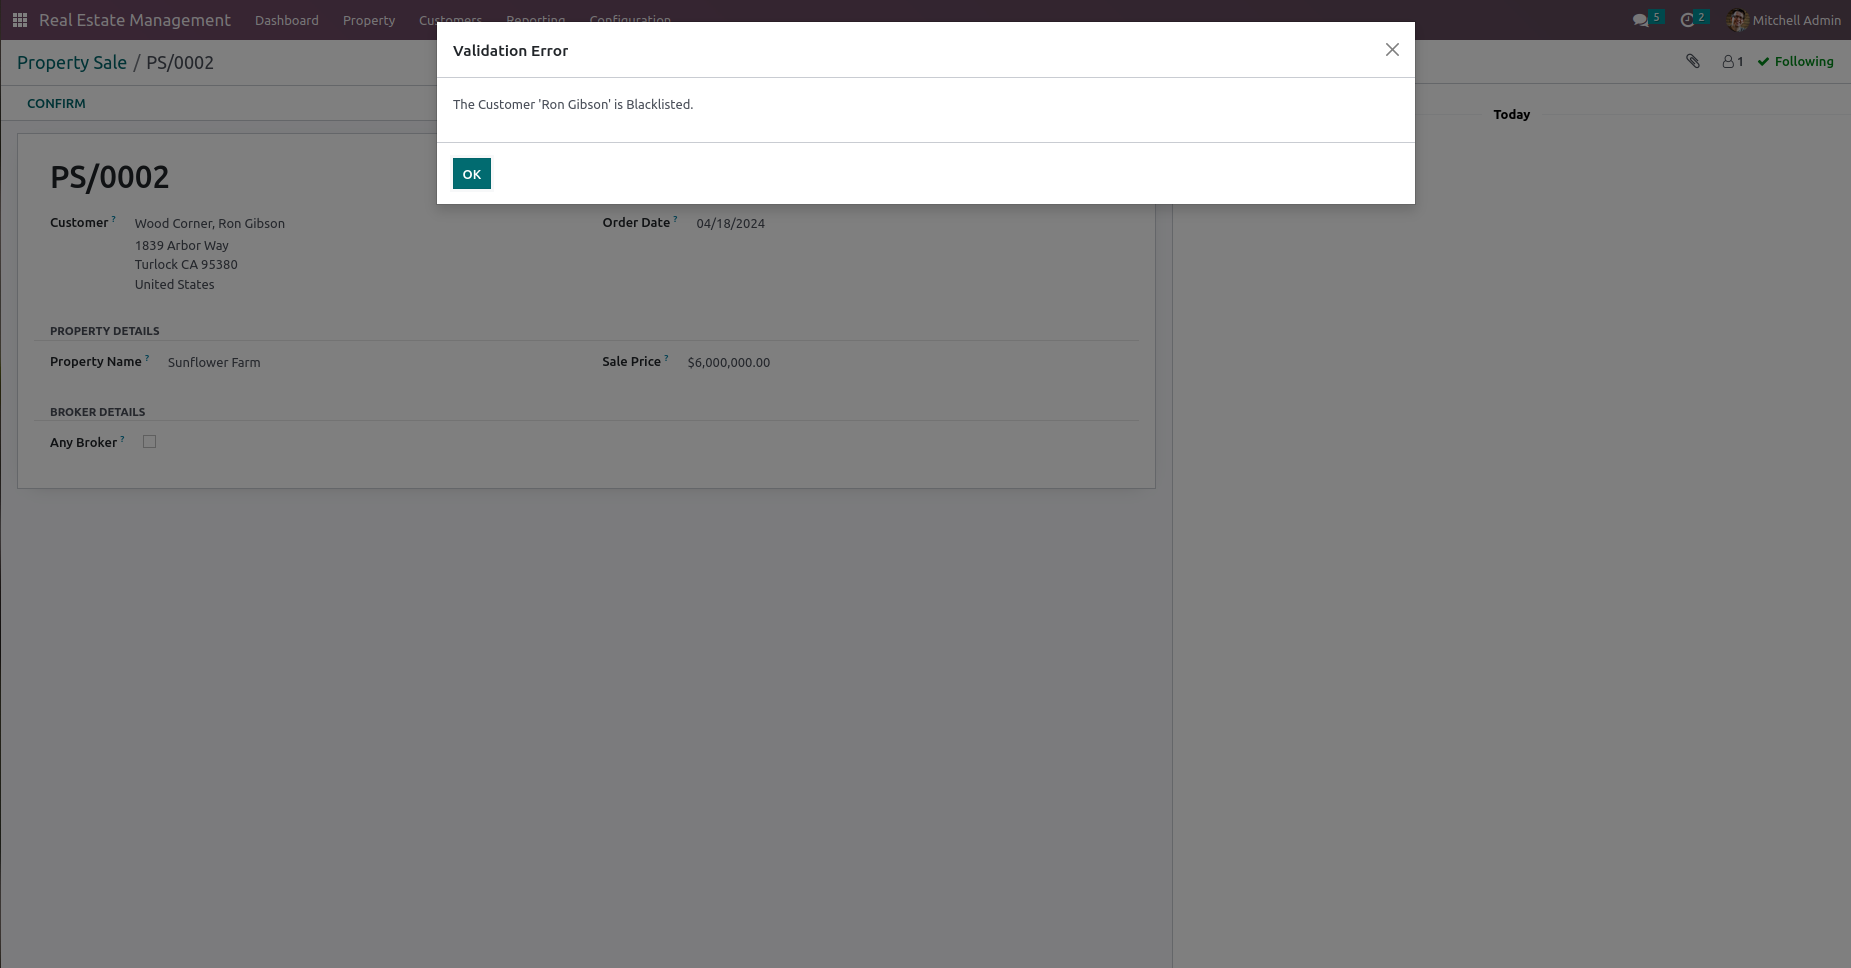 Real Estate Management Dashboard Property Customers Reporting Configuration 5 2 Mitchell Admin
Validation Error
Property Sale / PS/0002
1 Following
CONFIRM
The Customer 'Ron Gibson' is Blacklisted.
Today
OK
PS/0002
Customer ? Wood Corner, Ron Gibson
1839 Arbor Way
Turlock CA 95380
United States
Order Date ? 04/18/2024
PROPERTY DETAILS
Property Name ? Sunflower Farm
Sale Price ? $6,000,000.00
BROKER DETAILS
Any Broker ?